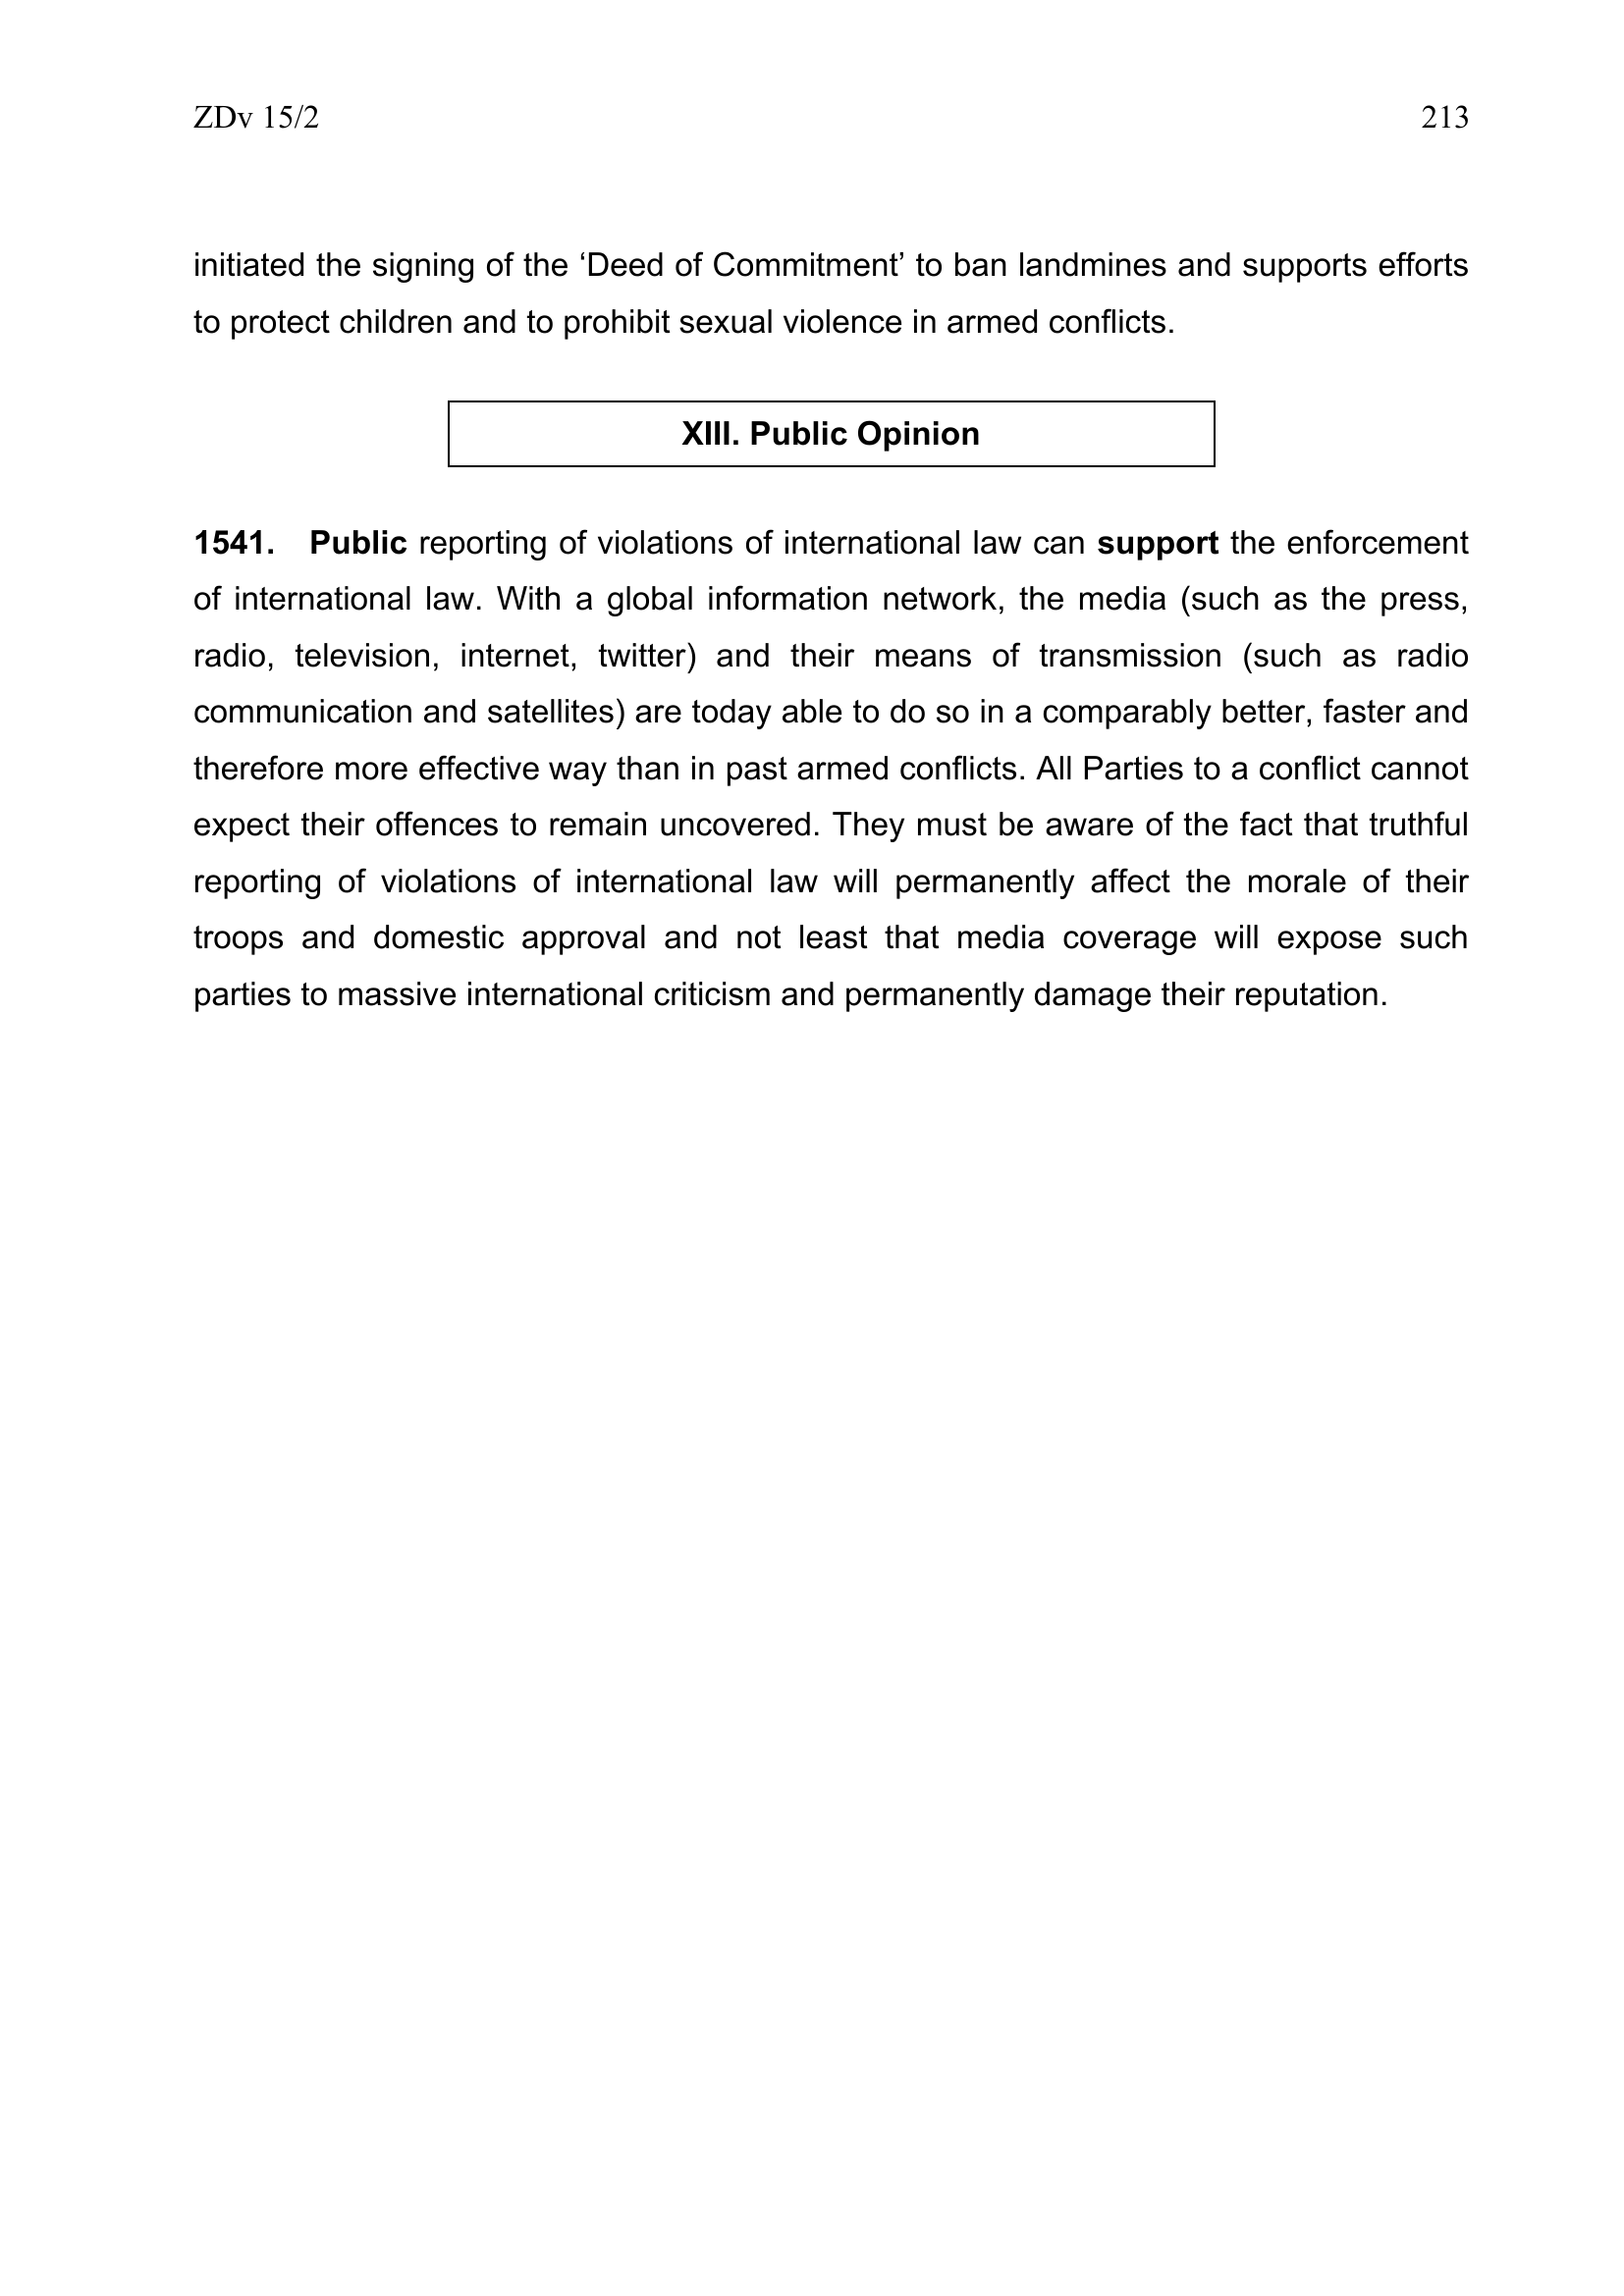 ZDv 15/2 213
initiated the signing of the ‘Deed of Commitment’ to ban landmines and supports efforts
to protect children and to prohibit sexual violence in armed conflicts.
XIII. Public Opinion
1541. Public reporting of violations of international law can support the enforcement
of international law. With a global information network, the media (such as the press,
radio, television, internet, twitter) and their means of transmission (such as radio
communication and satellites) are today able to do so in a comparably better, faster and
therefore more effective way than in past armed conflicts. All Parties to a conflict cannot
expect their offences to remain uncovered. They must be aware of the fact that truthful
reporting of violations of international law will permanently affect the morale of their
troops and domestic approval and not least that media coverage will expose such
parties to massive international criticism and permanently damage their reputation.